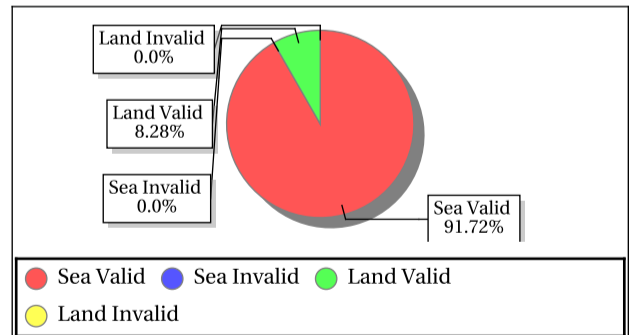 Land Invalid
0.0%
Land Valid
8.28%
Sea Invalid
0.0%
Sea Valid
91.72%
Sea Valid Sea Invalid Land Valid
Land Invalid